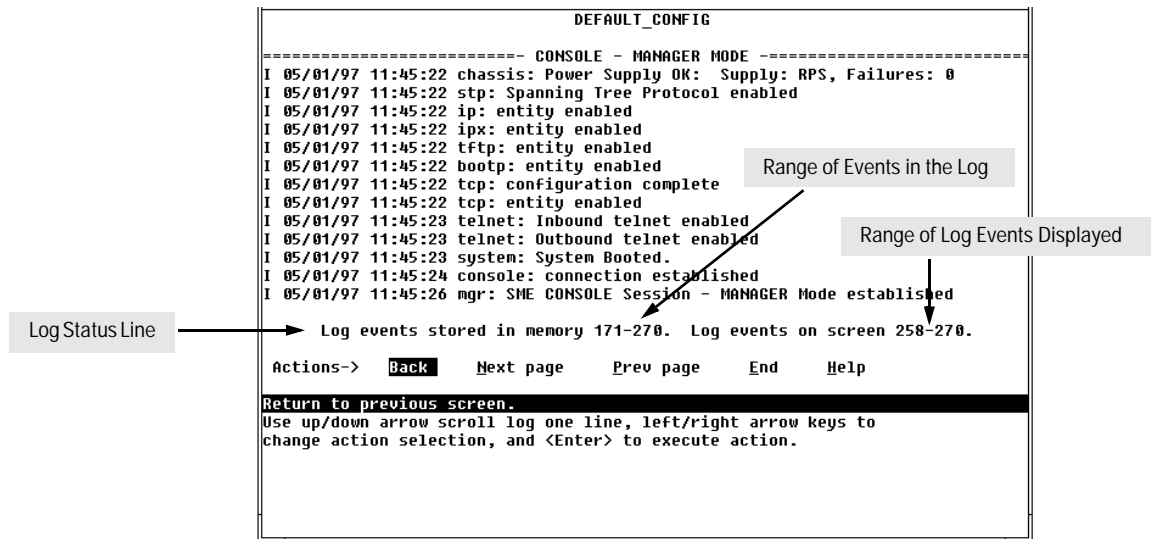 DEFAULT_CONFIG
==========================- CONSOLE - MANAGER MODE -==========================
I 05/01/97 11:45:22 chassis: Power Supply OK: Supply: RPS, Failures: 0
I 05/01/97 11:45:22 stp: Spanning Tree Protocol enabled
I 05/01/97 11:45:22 ip: entity enabled
I 05/01/97 11:45:22 ipx: entity enabled
I 05/01/97 11:45:22 tftp: entity enabled
I 05/01/97 11:45:22 bootp: entity enabled
Range of Events in the Log
I 05/01/97 11:45:22 tcp: configuration complete
I 05/01/97 11:45:22 tcp: entity enabled
I 05/01/97 11:45:23 telnet: Inbound telnet enabled
I 05/01/97 11:45:23 telnet: Outbound telnet enabled
Range of Log Events Displayed
I 05/01/97 11:45:23 system: System Booted.
I 05/01/97 11:45:24 console: connection established
I 05/01/97 11:45:26 mgr: SME CONSOLE Session - MANAGER Mode established
Log Status Line
Log events stored in memory 171-270. Log events on screen 258-270.
Actions-> Back Next page Prev page End Help
Return to previous screen.
Use up/down arrow scroll log one line, left/right arrow keys to
change action selection, and <Enter> to execute action.